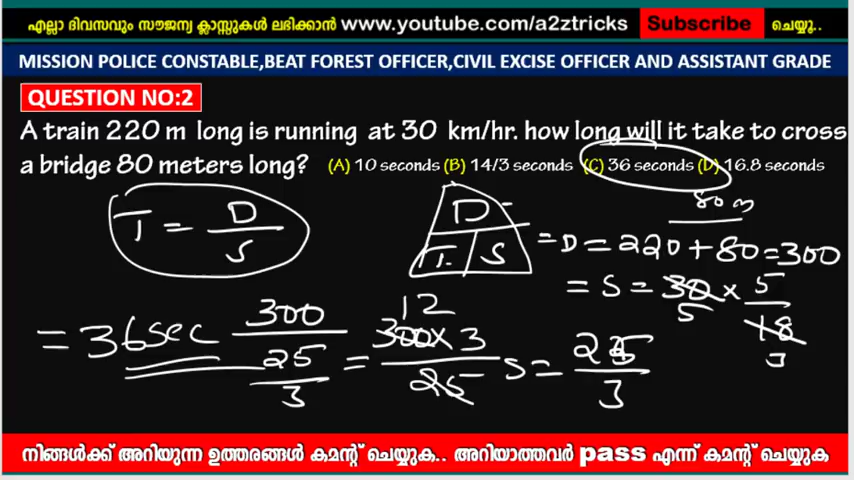 എല്ലാ ദിവസവും സൗജന്യ ക്ലാസ്സുകൾ ലഭിക്കാൻ www.youtube.com/a2ztricks Subscribe ചെയ്യൂ..
MISSION POLICE CONSTABLE,BEAT FOREST OFFICER,CIVIL EXCISE OFFICER AND ASSISTANT GRADE
QUESTION NO:2
A train 220 m long is running at 30 km/hr. how long will it take to cross
a bridge 80 meters long? (A) 10 seconds (B) 14/3 seconds (C) 36 seconds (D) 16.8 seconds
80 m
T = D/S D T S = D = 220 + 80 = 300
= S = 30 5 × 5/18 3
= 36sec 300/(25/3) = 12 300×3/25 S = 25/3
നിങ്ങൾക്ക് അറിയുന്ന ഉത്തരങ്ങൾ കമന്റ് ചെയ്യുക.. അറിയാത്തവർ pass എന്ന് കമന്റ് ചെയ്യുക